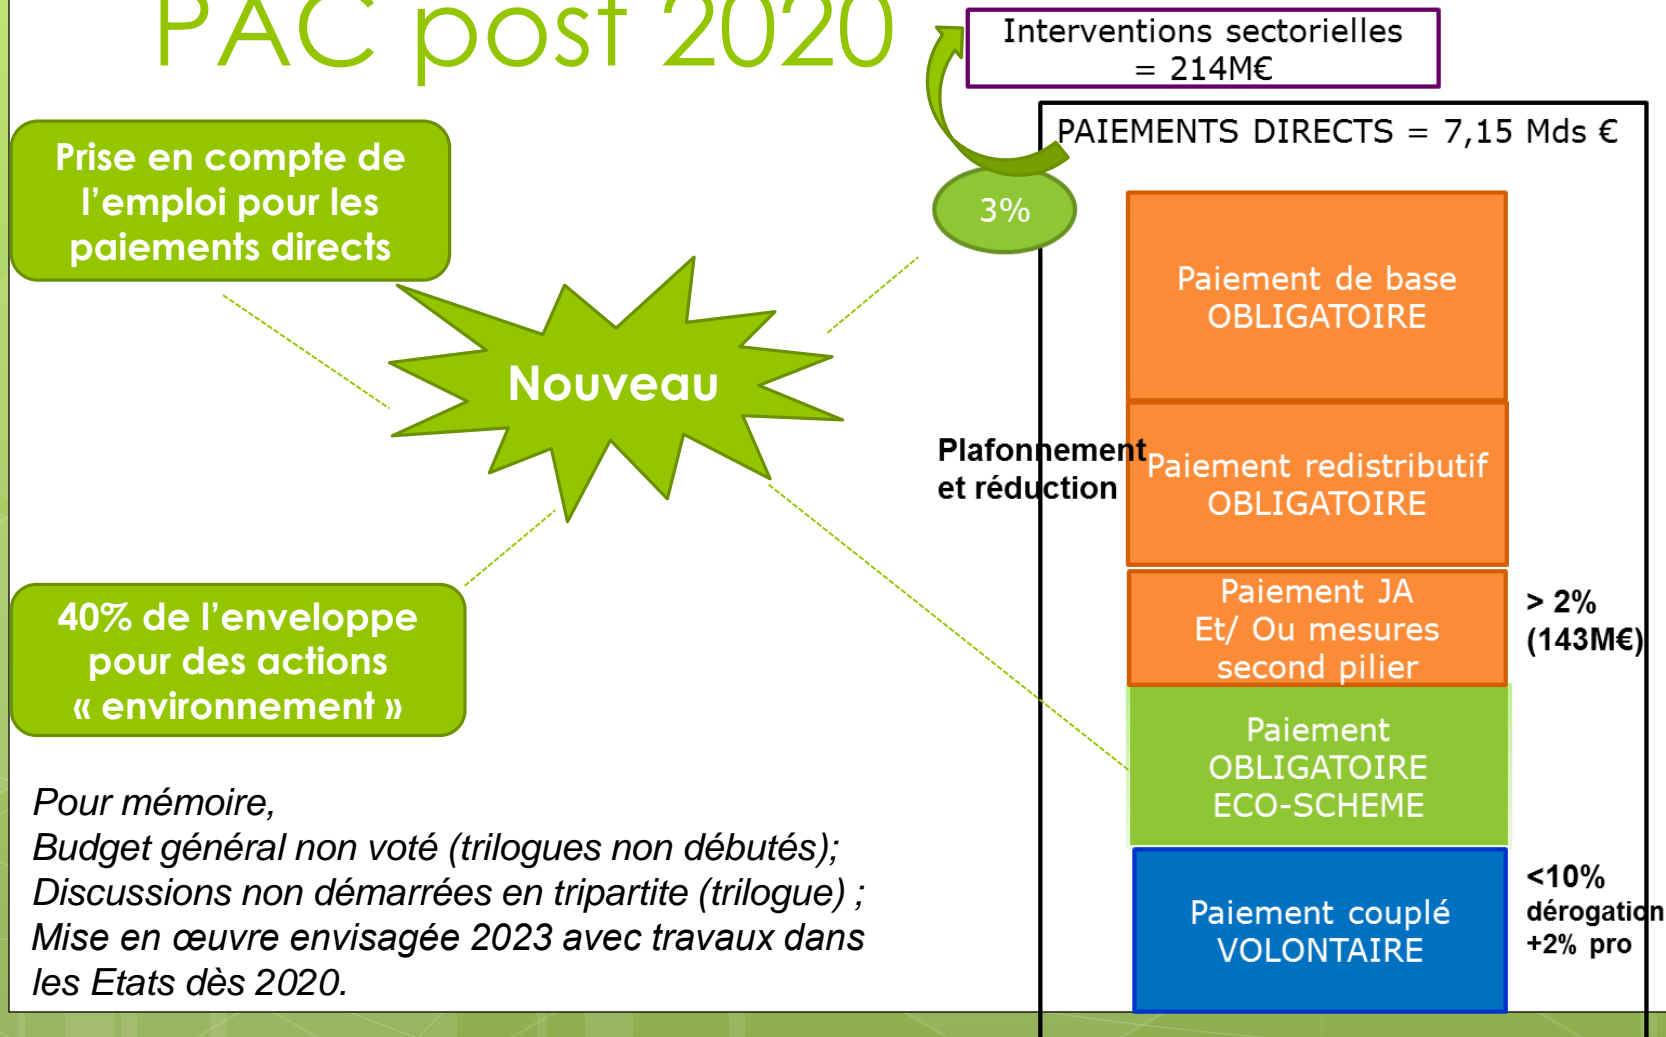 PAC post 2020
Interventions sectorielles
= 214M€
PAIEMENTS DIRECTS = 7,15 Mds €
3%
Prise en compte de
l'emploi pour les
paiements directs
Nouveau
40% de l'enveloppe
pour des actions
« environnement »
Plafonnement
et réduction
Paiement de base
OBLIGATOIRE
Paiement redistributif
OBLIGATOIRE
Paiement JA
Et/ Ou mesures
second pilier
> 2%
(143M€)
Paiement
OBLIGATOIRE
ECO-SCHEME
Paiement couplé
VOLONTAIRE
<10%
dérogation
+2% pro
Pour mémoire,
Budget général non voté (trilogues non débutés);
Discussions non démarrées en tripartite (trilogue) ;
Mise en œuvre envisagée 2023 avec travaux dans
les Etats dès 2020.